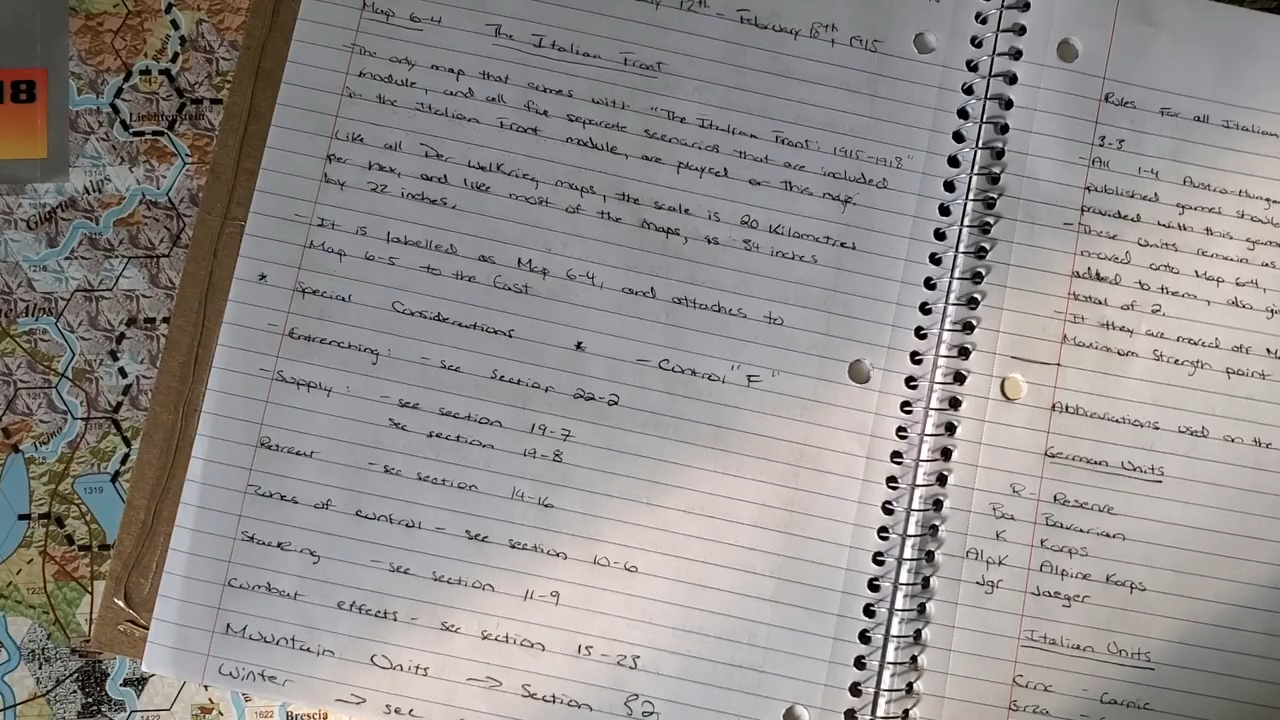 12th - February 18th, 1915
Map 6-4
The Italian Front
-The only map that comes with "The Italian Front: 1915-1918"
module, and all five separate scenarios that are included
in the Italian Front module, are played on this map.
Like all Der Weltkrieg maps, the scale is 20 Kilometres
per hex, and like most of the maps, is 34 inches
by 22 inches.
- It is labelled as Map 6-4, and attaches to
Map 6-5 to the East
* Special Considerations * - Control "F"
- Entrenching: - see section 22-2
- Supply: - see section 19-7
see section 19-8
Retreat - see section 14-16
Zones of control - see section 10-6
Stacking - see section 11-9
Combat effects - see section 15-23
Mountain Units → Section 32
Winter → see
Rules For all Italian
3-3
- All 1-4 Austro-Hungar
published games shoul
provided with this gam
- These units remain as
moved onto Map 6-4,
added to them, also gi
total of 2.
- If they are moved off M
Maximum Strength point
Abbreviations used on the
German Units
R - Reserve
Ba Bavarian
K Korps
AlpK Alpine Korps
Jgr Jaeger
Italian Units
Crnc - Carnic
18
1412
Liechtenstein
1314
1315
1216
1218
1319
1220
1422
1622
Brescia